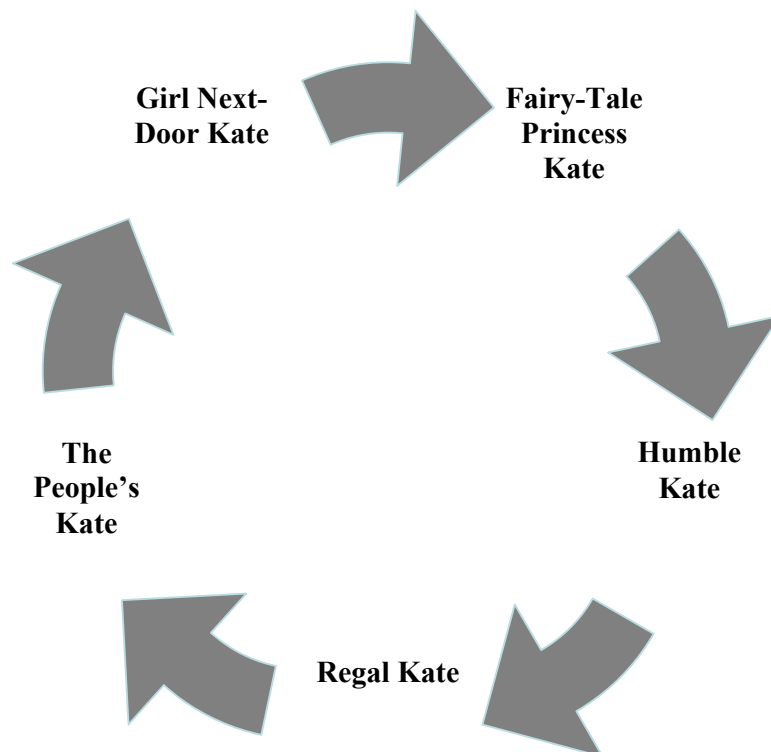 Girl Next-
Door Kate
Fairy-Tale
Princess
Kate
Humble
Kate
Regal Kate
The
People’s
Kate